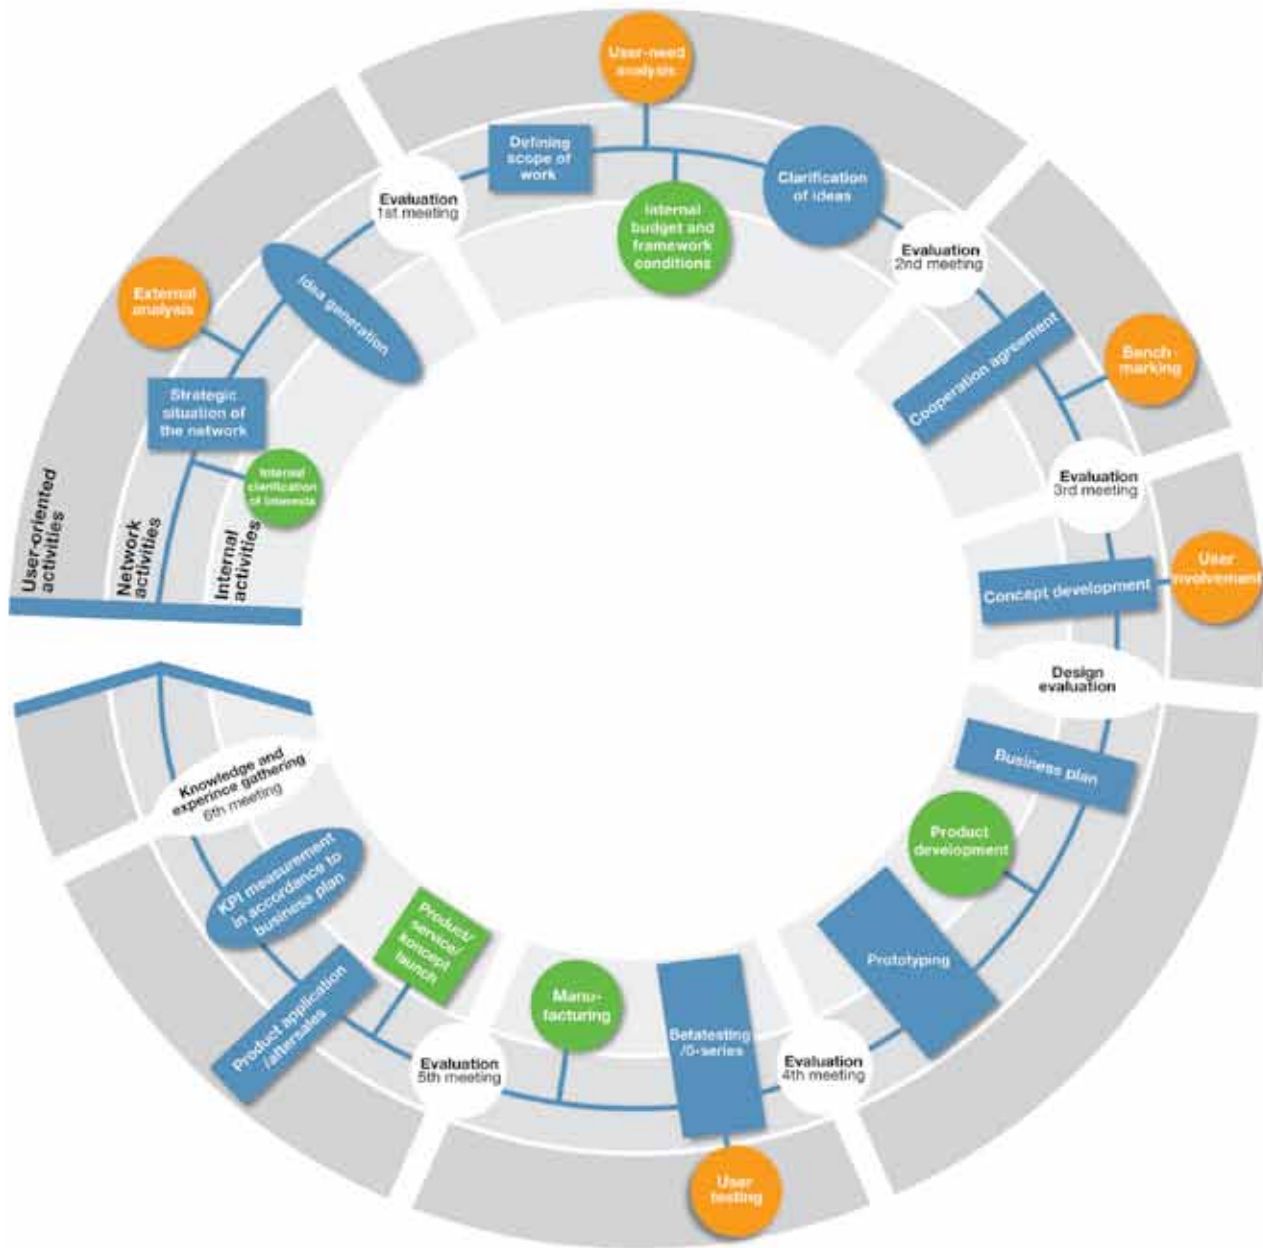 User-oriented
activities
Network
activities
Internal
activities
Internal
clarification
of interests
Strategic
situation of
the network
External
analysis
Idea generation
Evaluation
1st meeting
Defining
scope of
work
User-need
analysis
Internal
budget and
framework
conditions
Clarification
of ideas
Evaluation
2nd meeting
Cooperation agreement
Bench-
marking
Evaluation
3rd meeting
Concept development
User
involvement
Design
evaluation
Business plan
Product
development
Prototyping
Evaluation
4th meeting
Betatesting
/0-series
User
testing
Manu-
facturing
Evaluation
5th meeting
Product/
service/
koncept
launch
Product application
/aftersales
KPI measurement
in accordance to
business plan
Knowledge and
experince gathering
6th meeting